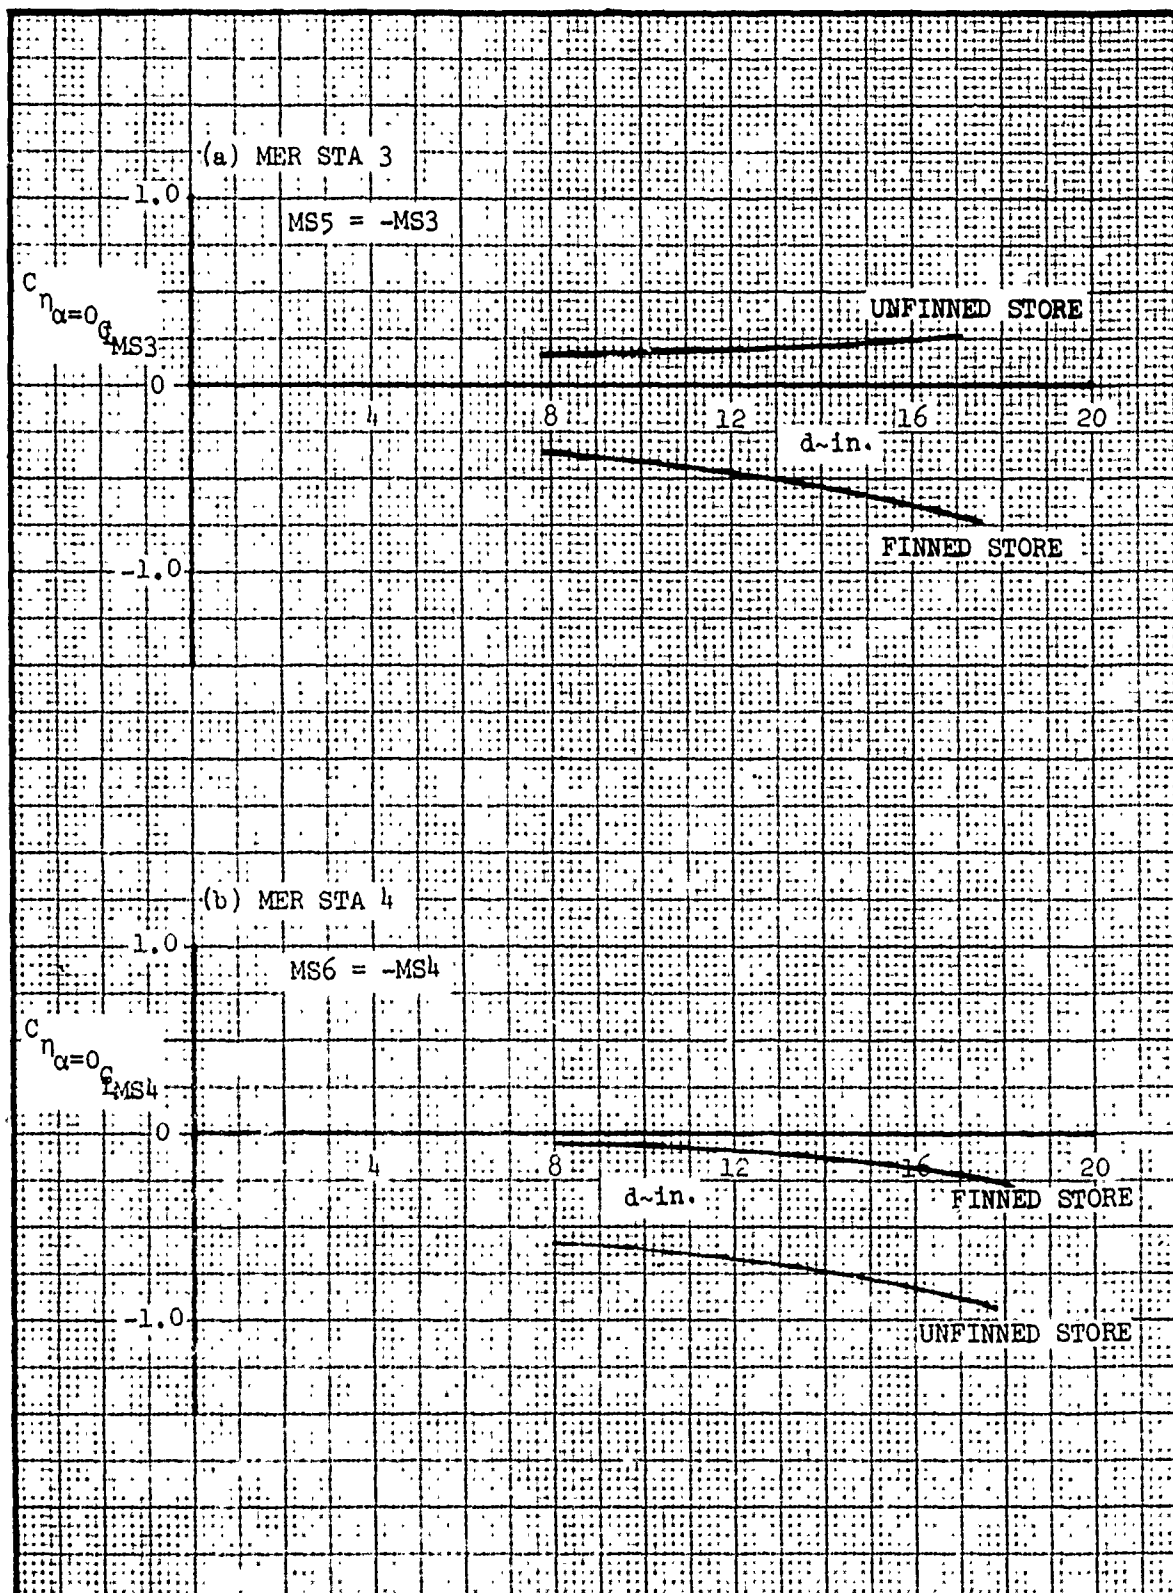 (a) MER STA 3
1.0
MS5 = -MS3
Cηα=0℄MS3
UNFINNED STORE
0
4 8 12 16 20
d~in.
FINNED STORE
-1.0
(b) MER STA 4
1.0
MS6 = -MS4
Cηα=0℄MS4
0
4 8 12 16 20
d~in.
FINNED STORE
-1.0
UNFINNED STORE